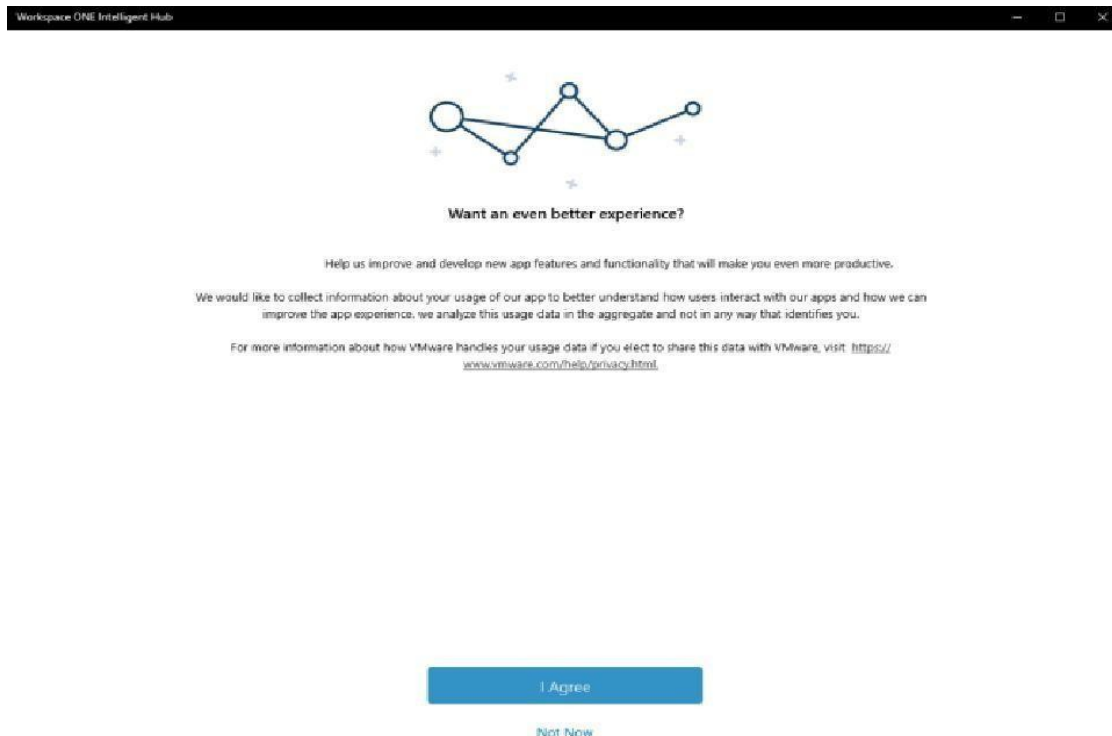 Workspace ONE Intelligent Hub
Want an even better experience?
Help us improve and develop new app features and functionality that will make you even more productive.
We would like to collect information about your usage of our app to better understand how users interact with our apps and how we can
improve the app experience. we analyze this usage data in the aggregate and not in any way that identifies you.
For more information about how VMware handles your usage data if you elect to share this data with VMware, visit https://
www.vmware.com/help/privacy.html.
I Agree
Not Now